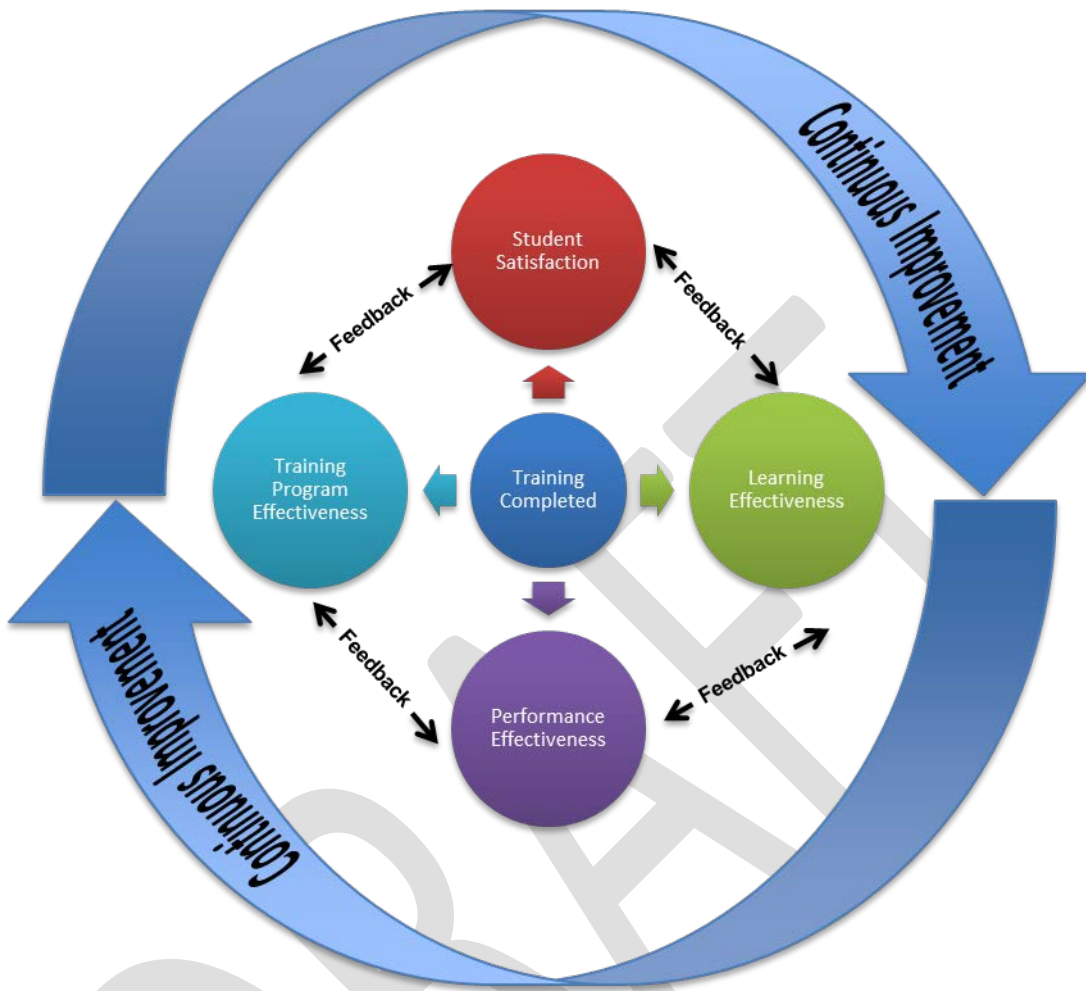 Continuous Improvement
Student
Satisfaction
Feedback
Feedback
Training
Program
Effectiveness
Training
Completed
Learning
Effectiveness
Feedback
Feedback
Performance
Effectiveness
Continuous Improvement
DRAFT